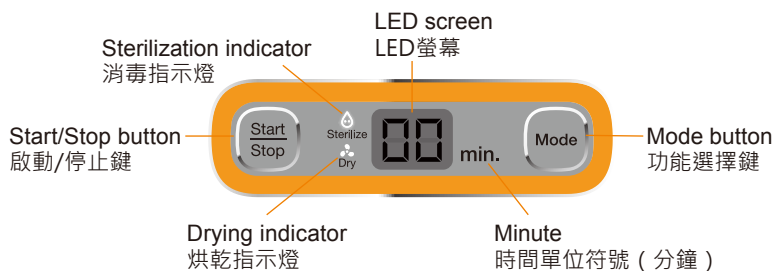 LED screen
LED螢幕
Sterilization indicator
消毒指示燈
Start/Stop button
啟動/停止鍵
Start
Stop
Sterilize
Dry
00
min.
Mode
Mode button
功能選擇鍵
Drying indicator
烘乾指示燈
Minute
時間單位符號（分鐘）